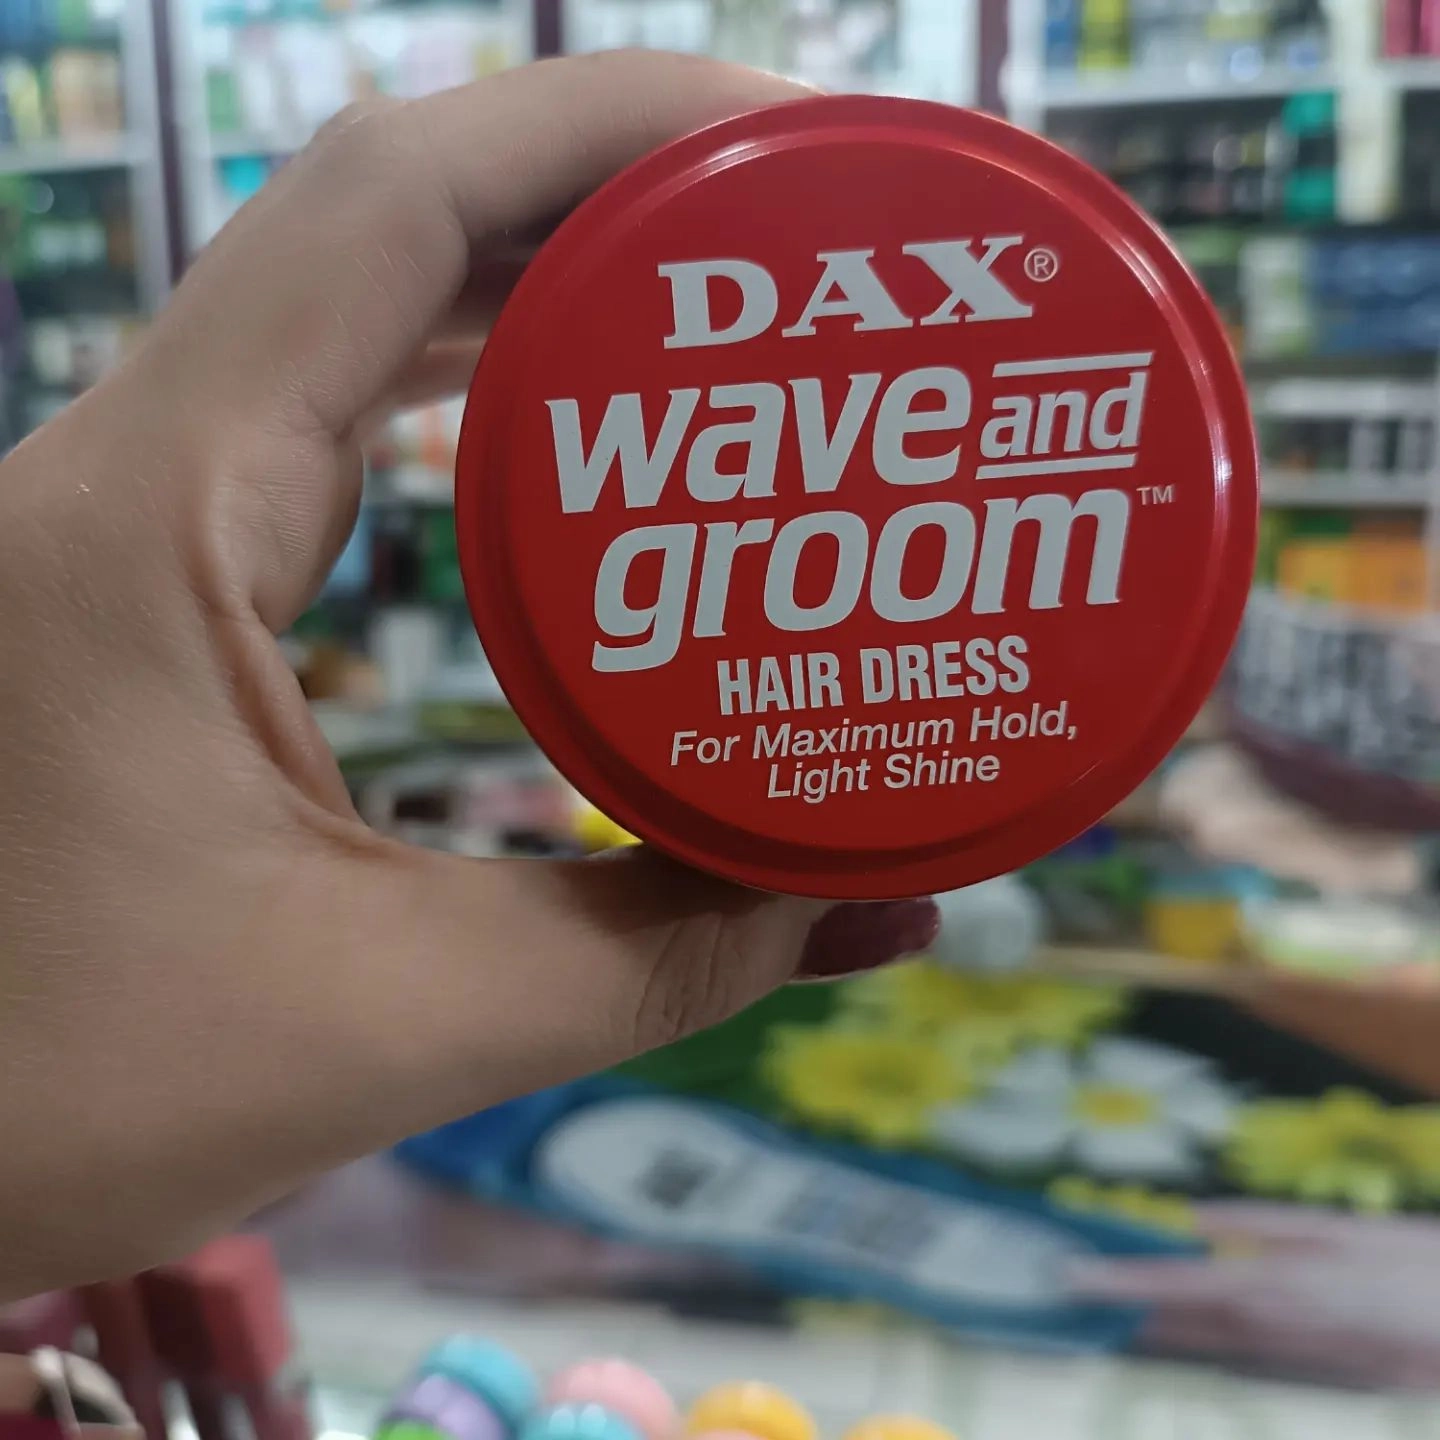 DAX®
wave and
groom™
HAIR DRESS
For Maximum Hold,
Light Shine